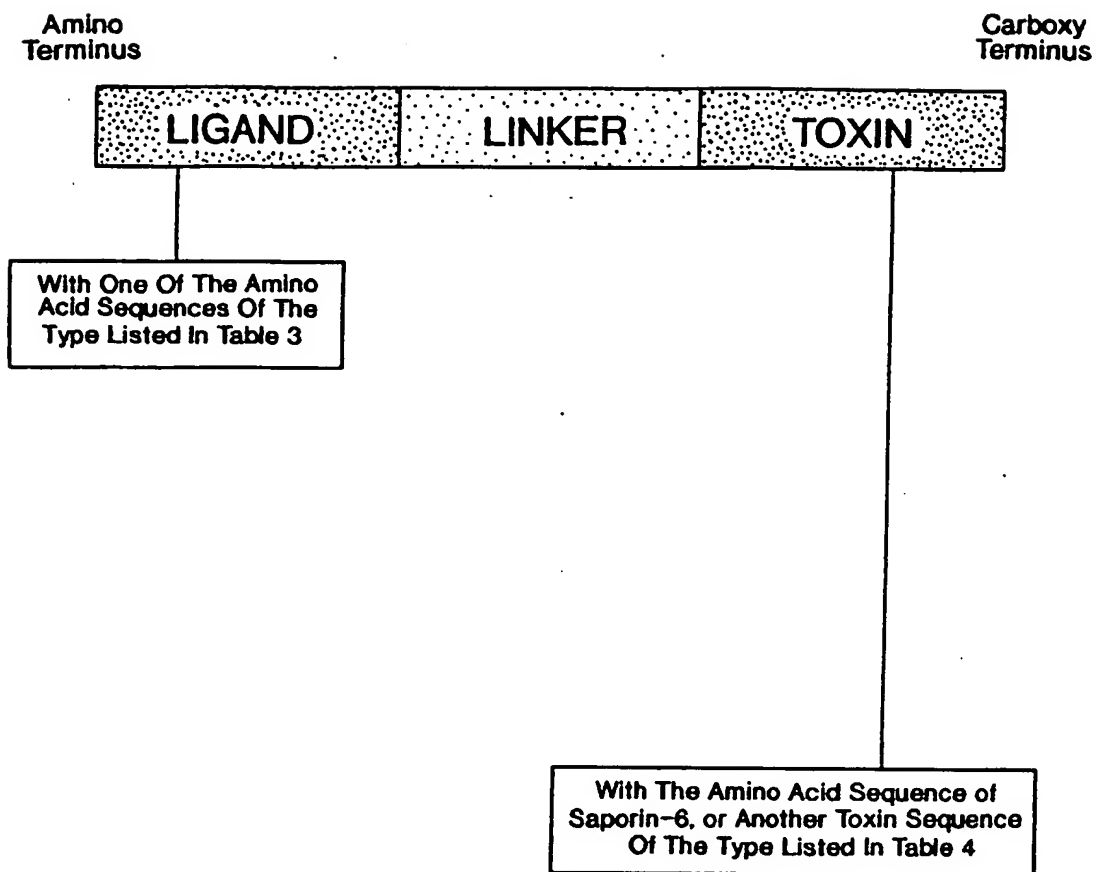 Amino
Terminus
Carboxy
Terminus
LIGAND LINKER TOXIN
With One Of The Amino
Acid Sequences Of The
Type Listed In Table 3
With The Amino Acid Sequence of
Saporin-6, or Another Toxin Sequence
Of The Type Listed In Table 4